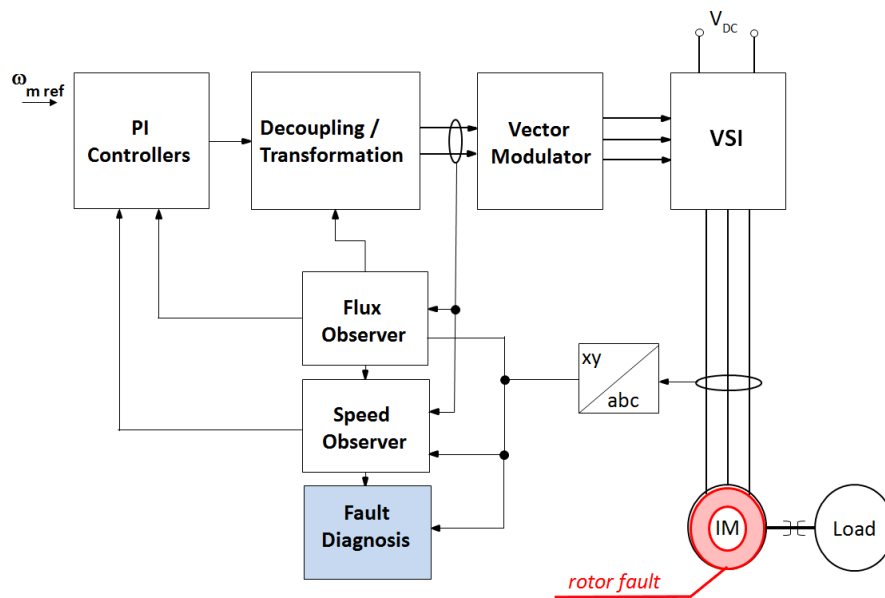 V DC
ω m ref
PI
Controllers
Decoupling /
Transformation
Vector
Modulator
VSI
Flux
Observer
xy
abc
Speed
Observer
Fault
Diagnosis
IM
Load
rotor fault